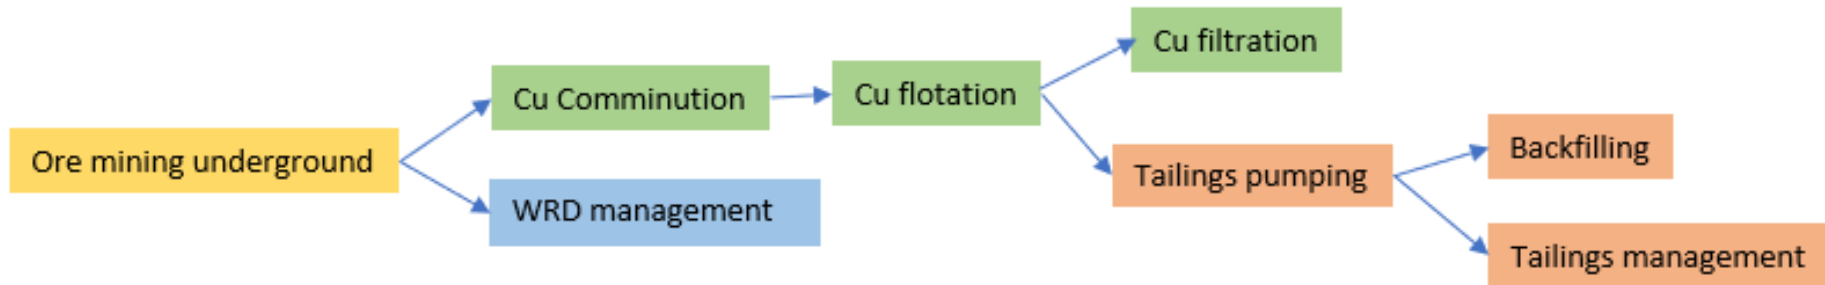 Ore mining underground
Cu Comminution
WRD management
Cu flotation
Cu filtration
Tailings pumping
Backfilling
Tailings management